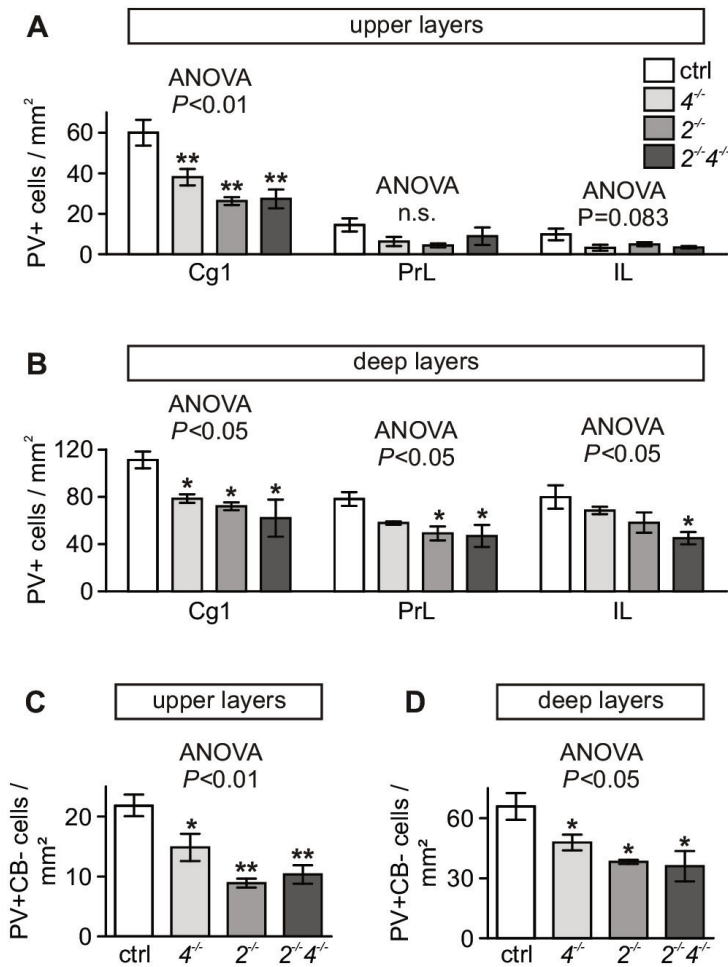 A
upper layers
ctrl
4⁻/⁻
2⁻/⁻
2⁻/⁻4⁻/⁻
ANOVA
P<0.01
ANOVA
n.s.
ANOVA
P=0.083
PV+ cells / mm²
60
40
20
0
** ** **
Cg1 PrL IL
B
deep layers
ANOVA
P<0.05
ANOVA
P<0.05
ANOVA
P<0.05
PV+ cells / mm²
120
80
40
0
* * * * * *
Cg1 PrL IL
C
upper layers
ANOVA
P<0.01
PV+CB- cells /
mm²
20
10
0
* ** **
ctrl 4⁻/⁻ 2⁻/⁻ 2⁻/⁻4⁻/⁻
D
deep layers
ANOVA
P<0.05
PV+CB- cells /
mm²
60
30
0
* * *
ctrl 4⁻/⁻ 2⁻/⁻ 2⁻/⁻4⁻/⁻